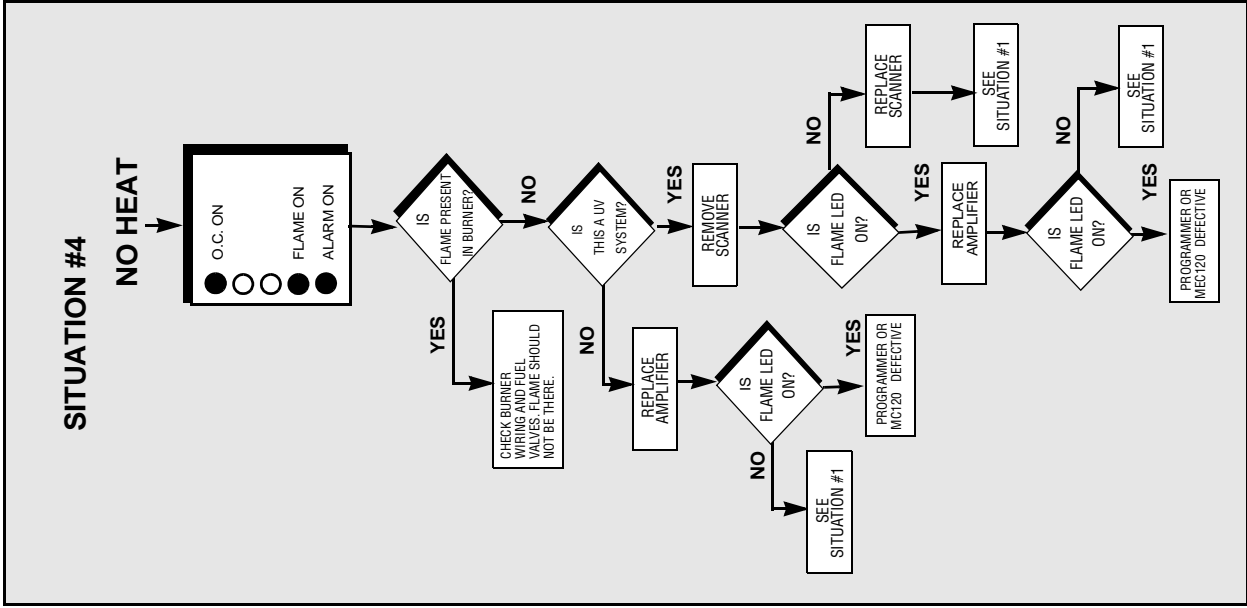 SITUATION #4
NO HEAT
O.C. ON
FLAME ON
ALARM ON
IS
FLAME PRESENT
IN BURNER?
YES
CHECK BURNER
WIRING AND FUEL
VALVES. FLAME SHOULD
NOT BE THERE.
NO
IS
THIS A UV
SYSTEM?
NO
REPLACE
AMPLIFIER
IS
FLAME LED
ON?
NO
SEE
SITUATION #1
YES
PROGRAMMER OR
MC120 DEFECTIVE
YES
REMOVE
SCANNER
IS
FLAME LED
ON?
NO
REPLACE
SCANNER
SEE
SITUATION #1
YES
REPLACE
AMPLIFIER
IS
FLAME LED
ON?
NO
SEE
SITUATION #1
YES
PROGRAMMER OR
MEC120 DEFECTIVE